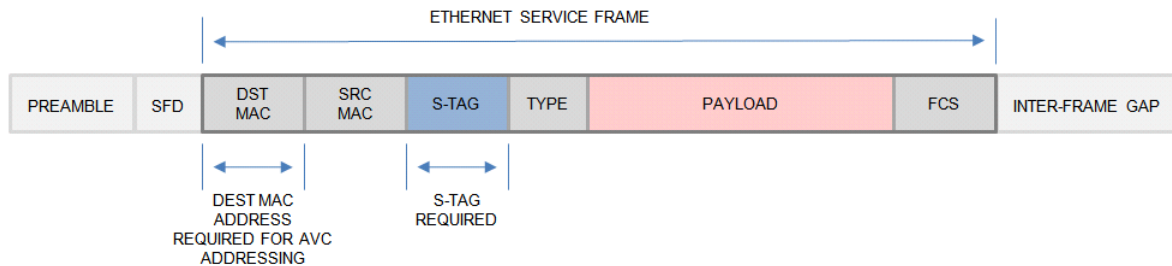 ETHERNET SERVICE FRAME
PREAMBLE
SFD
DST
MAC
SRC
MAC
S-TAG
TYPE
PAYLOAD
FCS
INTER-FRAME GAP
DEST MAC
ADDRESS
REQUIRED FOR AVC
ADDRESSING
S-TAG
REQUIRED